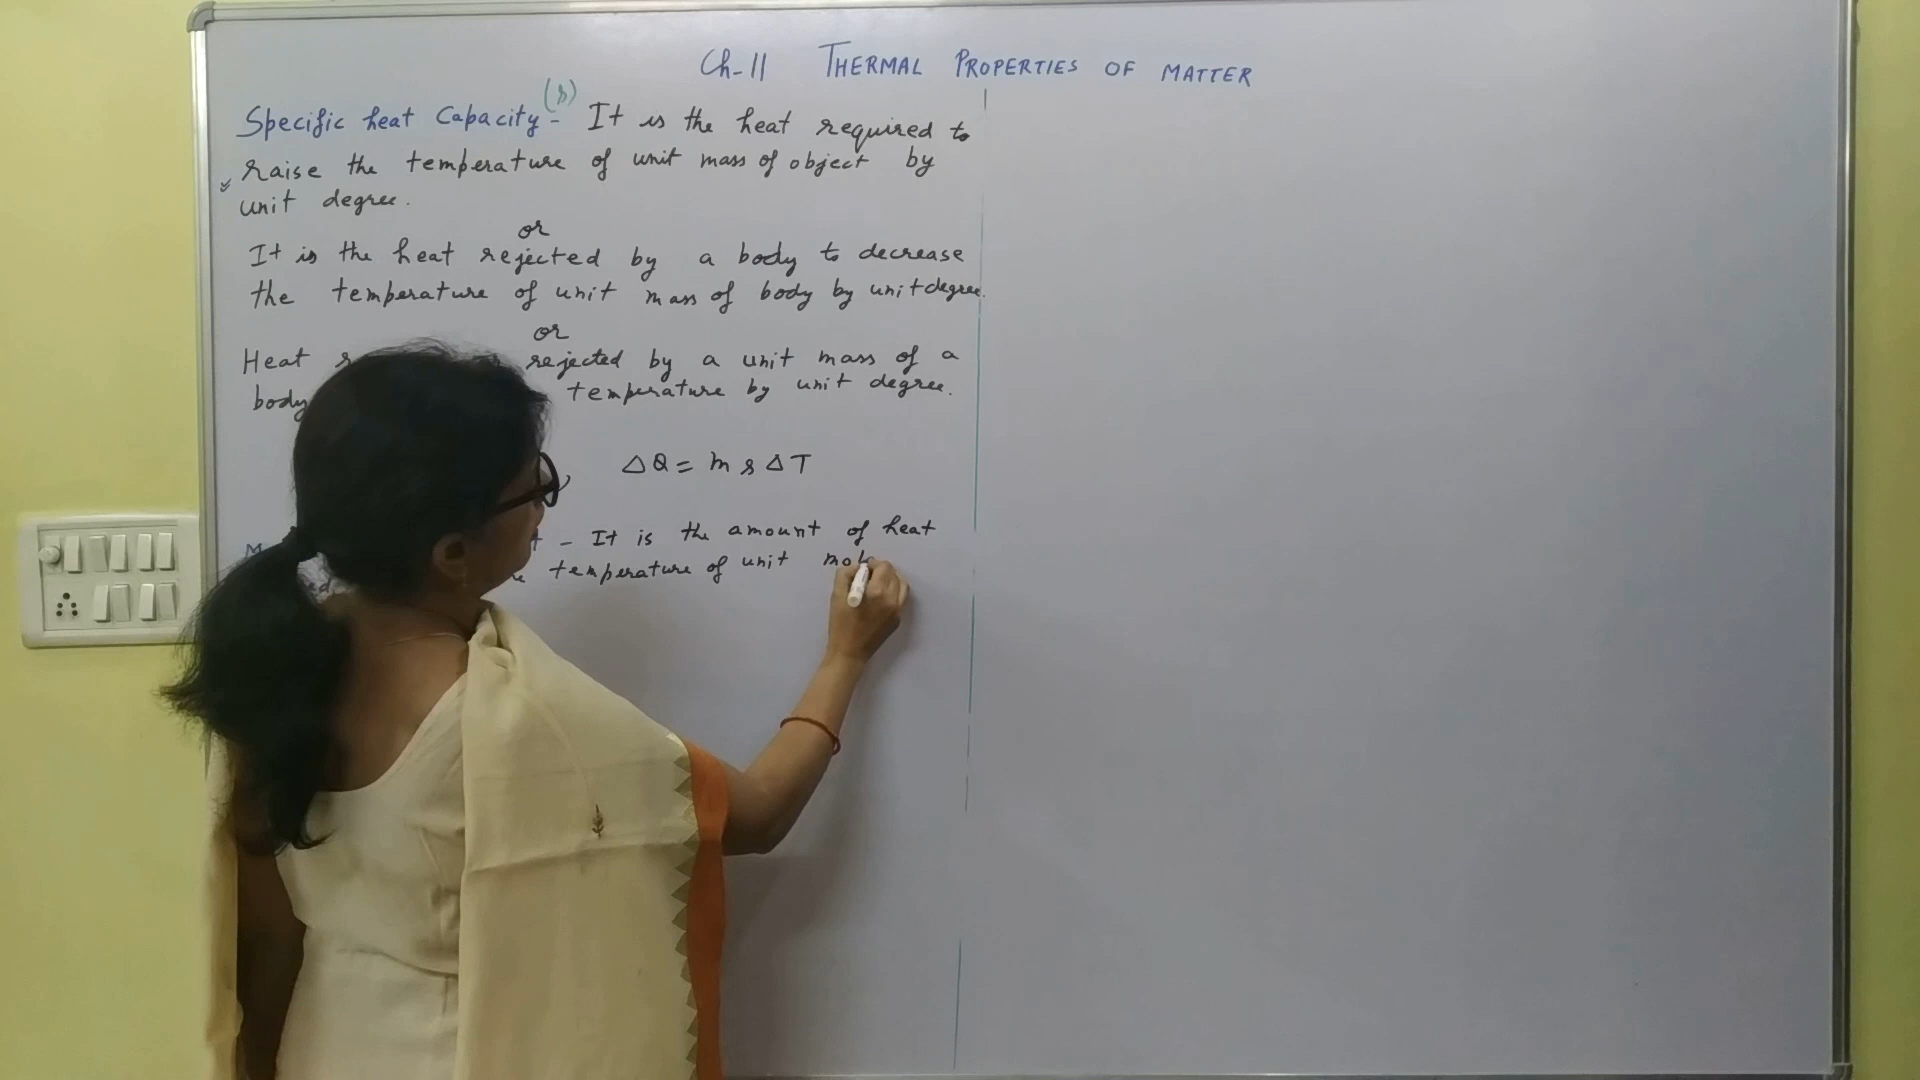 Ch-11 THERMAL PROPERTIES OF MATTER
Specific heat Capacity (s) - It is the heat required to
raise the temperature of unit mass of object by
unit degree.
or
It is the heat rejected by a body to decrease
the temperature of unit mass of body by unit degree.
or
Heat rejected by a unit mass of a
body temperature by unit degree.
ΔQ = m s ΔT
- It is the amount of heat
temperature of unit mole